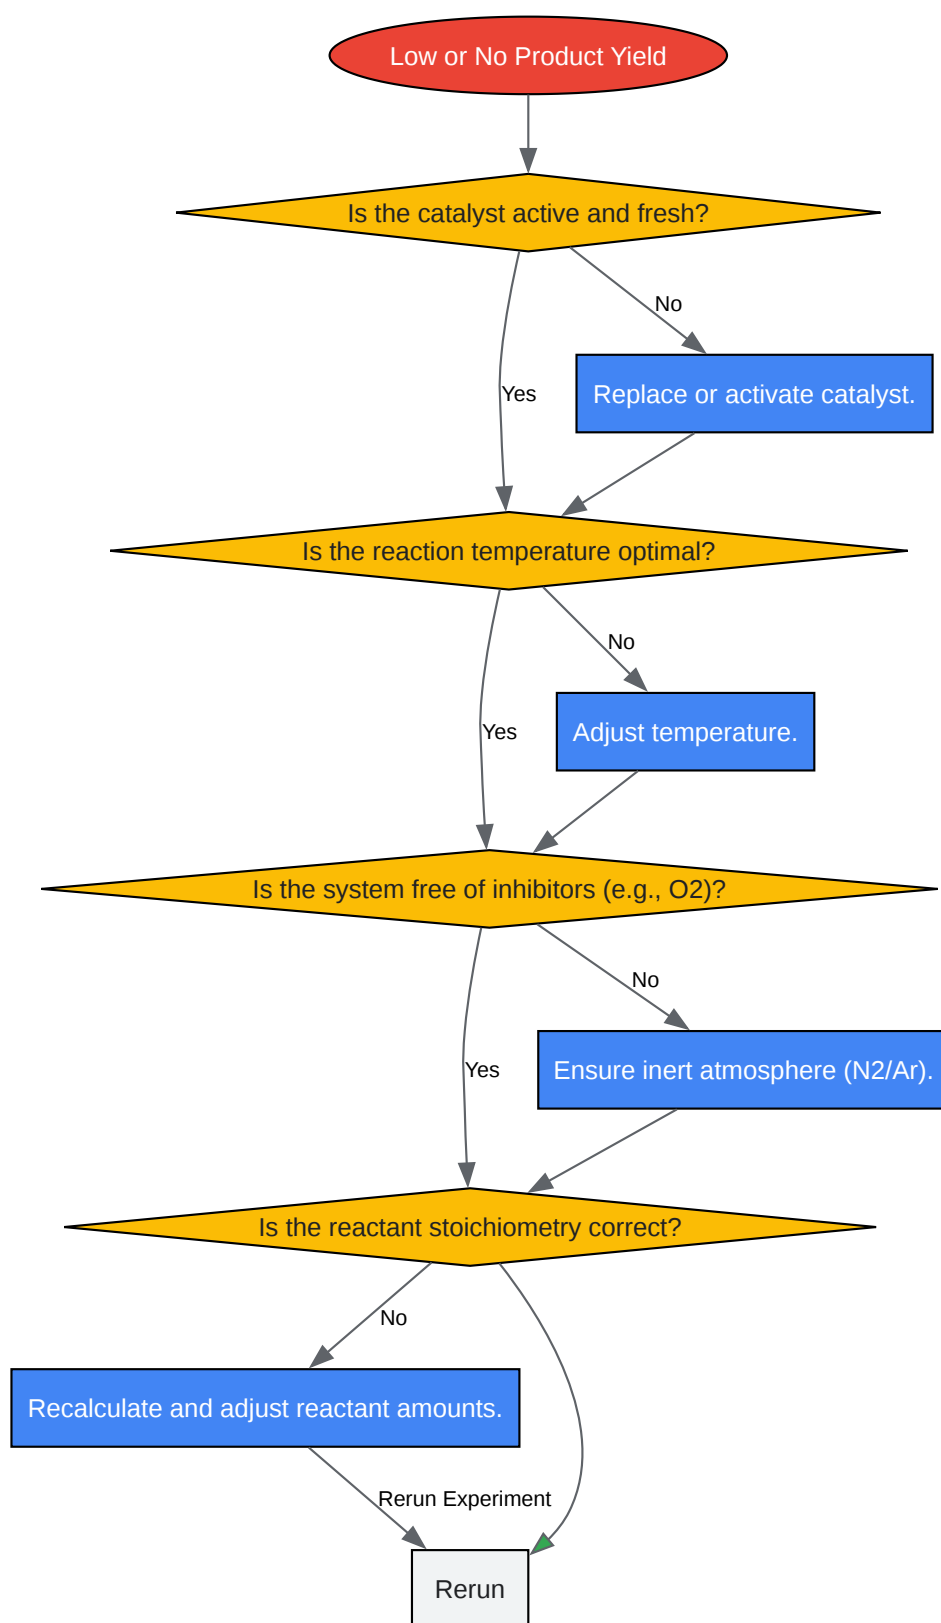 Low or No Product Yield
Is the catalyst active and fresh?
No
Replace or activate catalyst.
Yes
Is the reaction temperature optimal?
No
Adjust temperature.
Yes
Is the system free of inhibitors (e.g., O2)?
No
Ensure inert atmosphere (N2/Ar).
Yes
Is the reactant stoichiometry correct?
No
Recalculate and adjust reactant amounts.
Rerun Experiment
Rerun